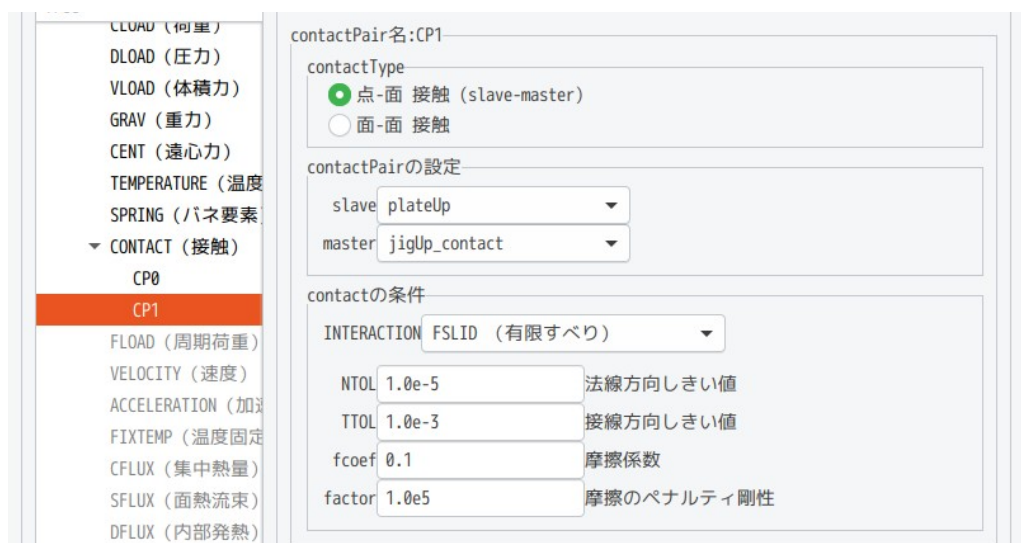 CLOAD (荷重)
DLOAD (圧力)
VLOAD (体積力)
GRAV (重力)
CENT (遠心力)
TEMPERATURE (温度
SPRING (バネ要素
CONTACT (接触)
CP0
CP1
FLOAD (周期荷重)
VELOCITY (速度)
ACCELERATION (加速
FIXTEMP (温度固定
CFLUX (集中熱量)
SFLUX (面熱流束)
DFLUX (内部発熱)
contactPair名:CP1
contactType
点-面 接触 (slave-master)
面-面 接触
contactPairの設定
slave plateUp
master jigUp_contact
contactの条件
INTERACTION FSLID (有限すべり)
NTOL 1.0e-5 法線方向しきい値
TTOL 1.0e-3 接線方向しきい値
fcoef 0.1 摩擦係数
factor 1.0e5 摩擦のペナルティ剛性